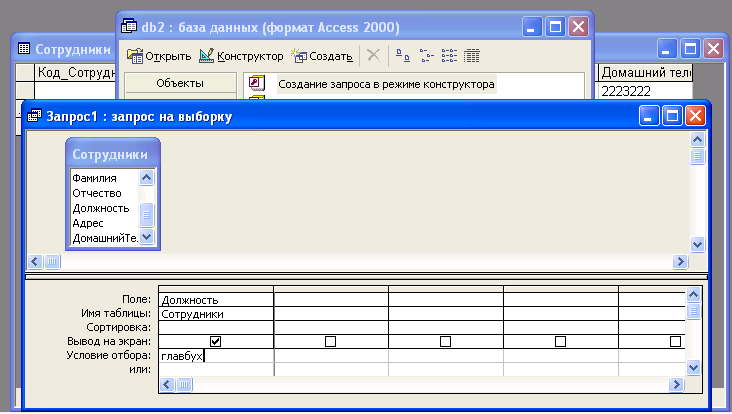 db2 : база данных (формат Access 2000)
Сотрудники
Открыть Конструктор Создать
Код_Сотрудн
Домашний тел
Объекты
Создание запроса в режиме конструктора
2223222
Запрос1 : запрос на выборку
Сотрудники
Фамилия
Отчество
Должность
Адрес
ДомашнийТе.
Поле: Должность
Имя таблицы: Сотрудники
Сортировка:
Вывод на экран:
Условие отбора: главбух
или: